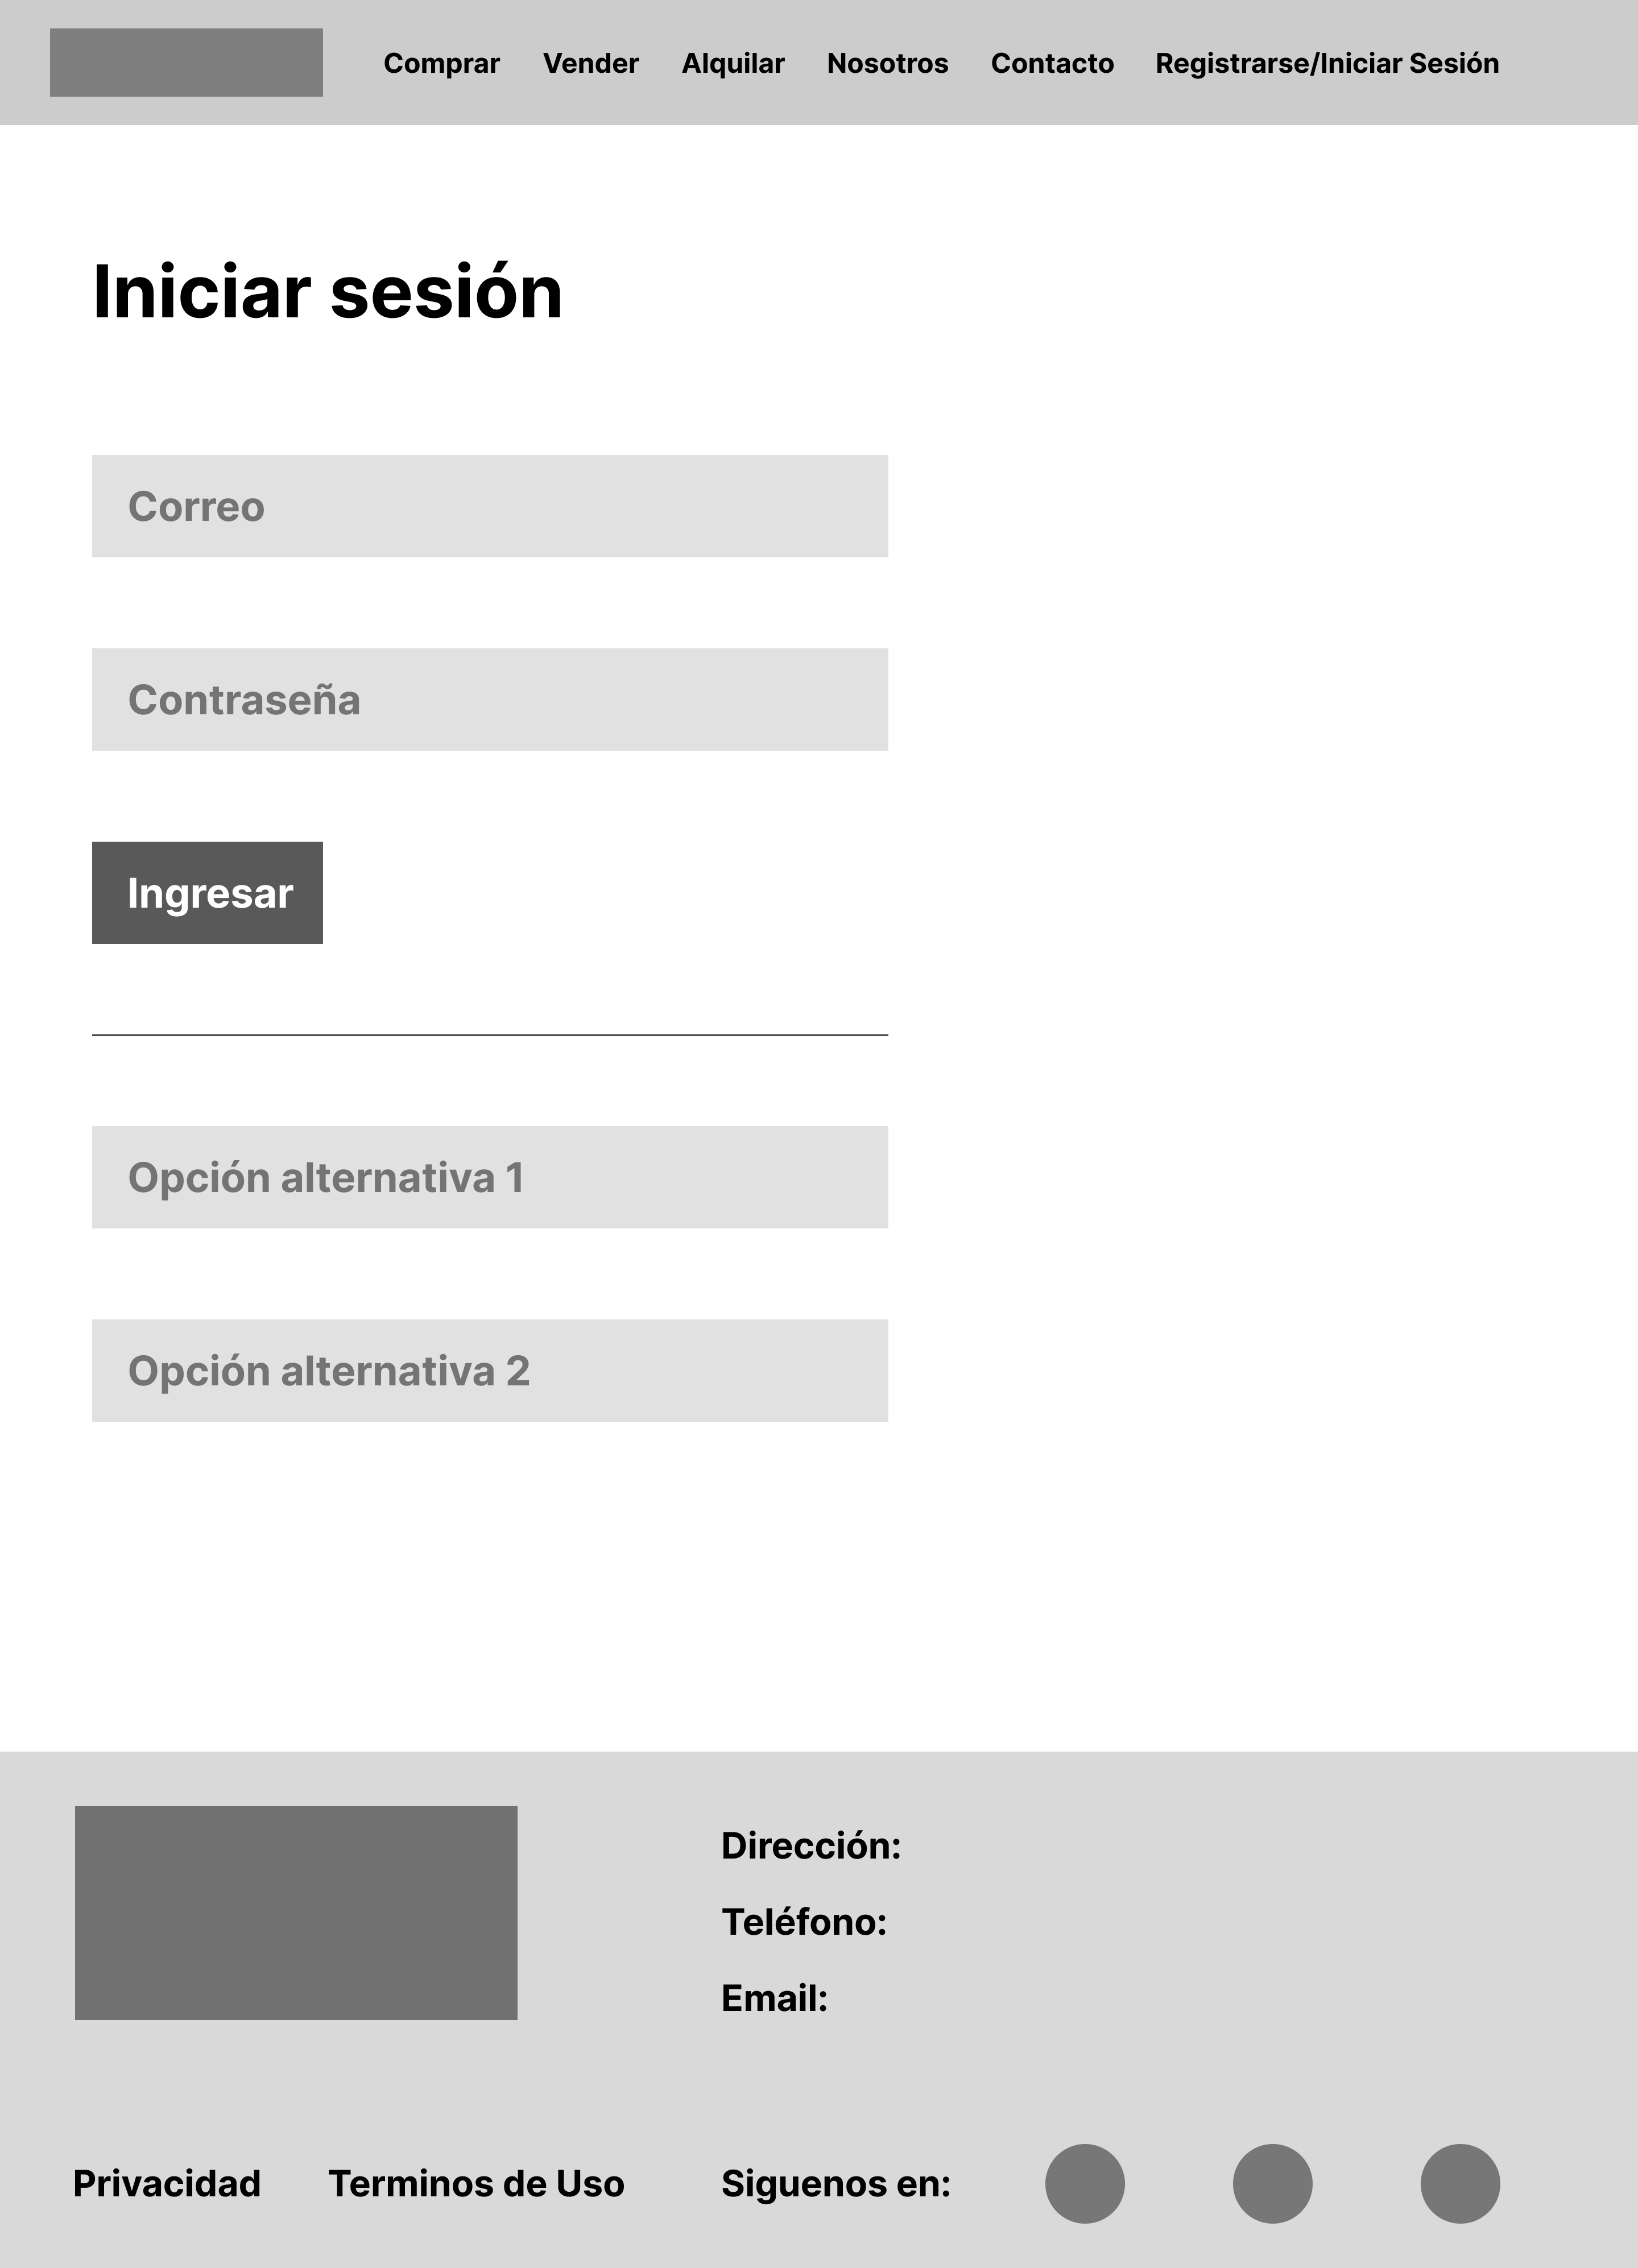 Comprar Vender Alquilar Nosotros Contacto Registrarse/Iniciar Sesión
Iniciar sesión
Correo
Contraseña
Ingresar
Opción alternativa 1
Opción alternativa 2
Dirección:
Teléfono:
Email:
Privacidad Terminos de Uso Siguenos en: